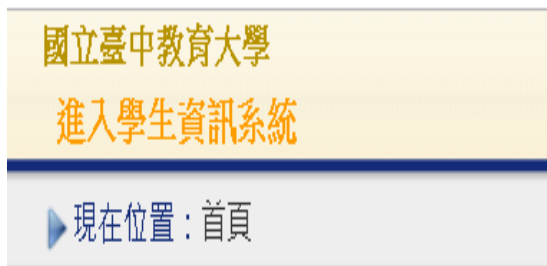 國立臺中教育大學
進入學生資訊系統
現在位置：首頁